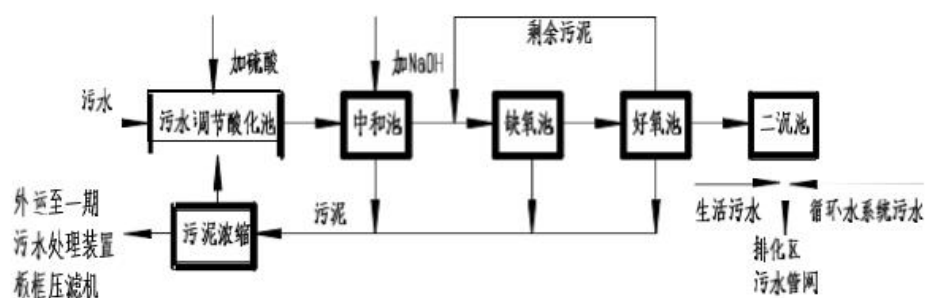 剩余污泥
加硫酸
加NaOH
污水
污水调节酸化池
中和池
缺氧池
好氧池
二沉池
外运至一期
污水处理装置
板框压滤机
污泥浓缩
污泥
生活污水
循环水系统污水
排化区
污水管网